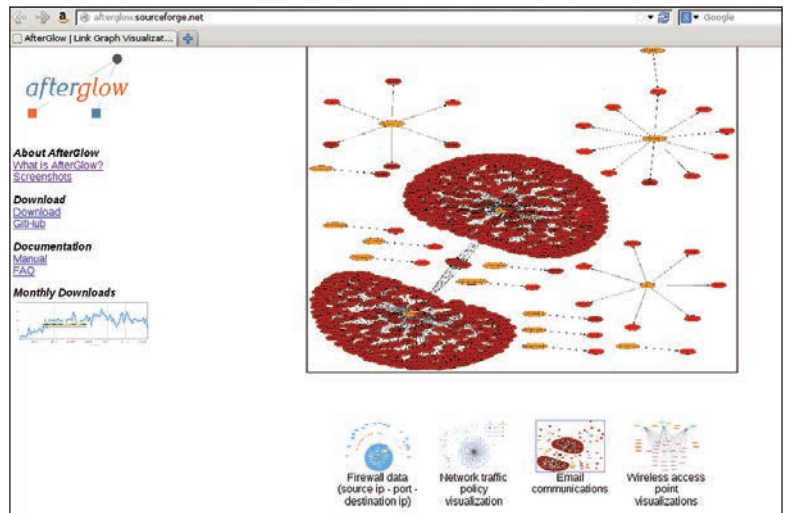 afterglow.sourceforge.net
Google
AfterGlow | Link Graph Visualizat...
afterglow
About AfterGlow
What is AfterGlow?
Screenshots
Download
Download
GitHub
Documentation
Manual
FAQ
Monthly Downloads
Firewall data
(source ip - port -
destination ip)
Network traffic
policy
visualization
Email
communications
Wireless access
point
visualizations